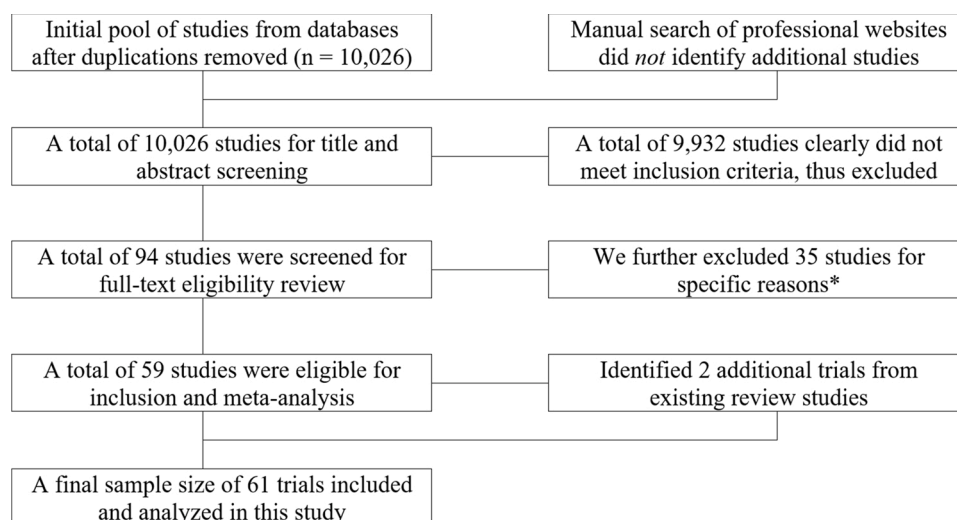 Initial pool of studies from databases
after duplications removed (n = 10,026)
Manual search of professional websites
did not identify additional studies
A total of 10,026 studies for title and
abstract screening
A total of 9,932 studies clearly did not
meet inclusion criteria, thus excluded
A total of 94 studies were screened for
full-text eligibility review
We further excluded 35 studies for
specific reasons*
A total of 59 studies were eligible for
inclusion and meta-analysis
Identified 2 additional trials from
existing review studies
A final sample size of 61 trials included
and analyzed in this study